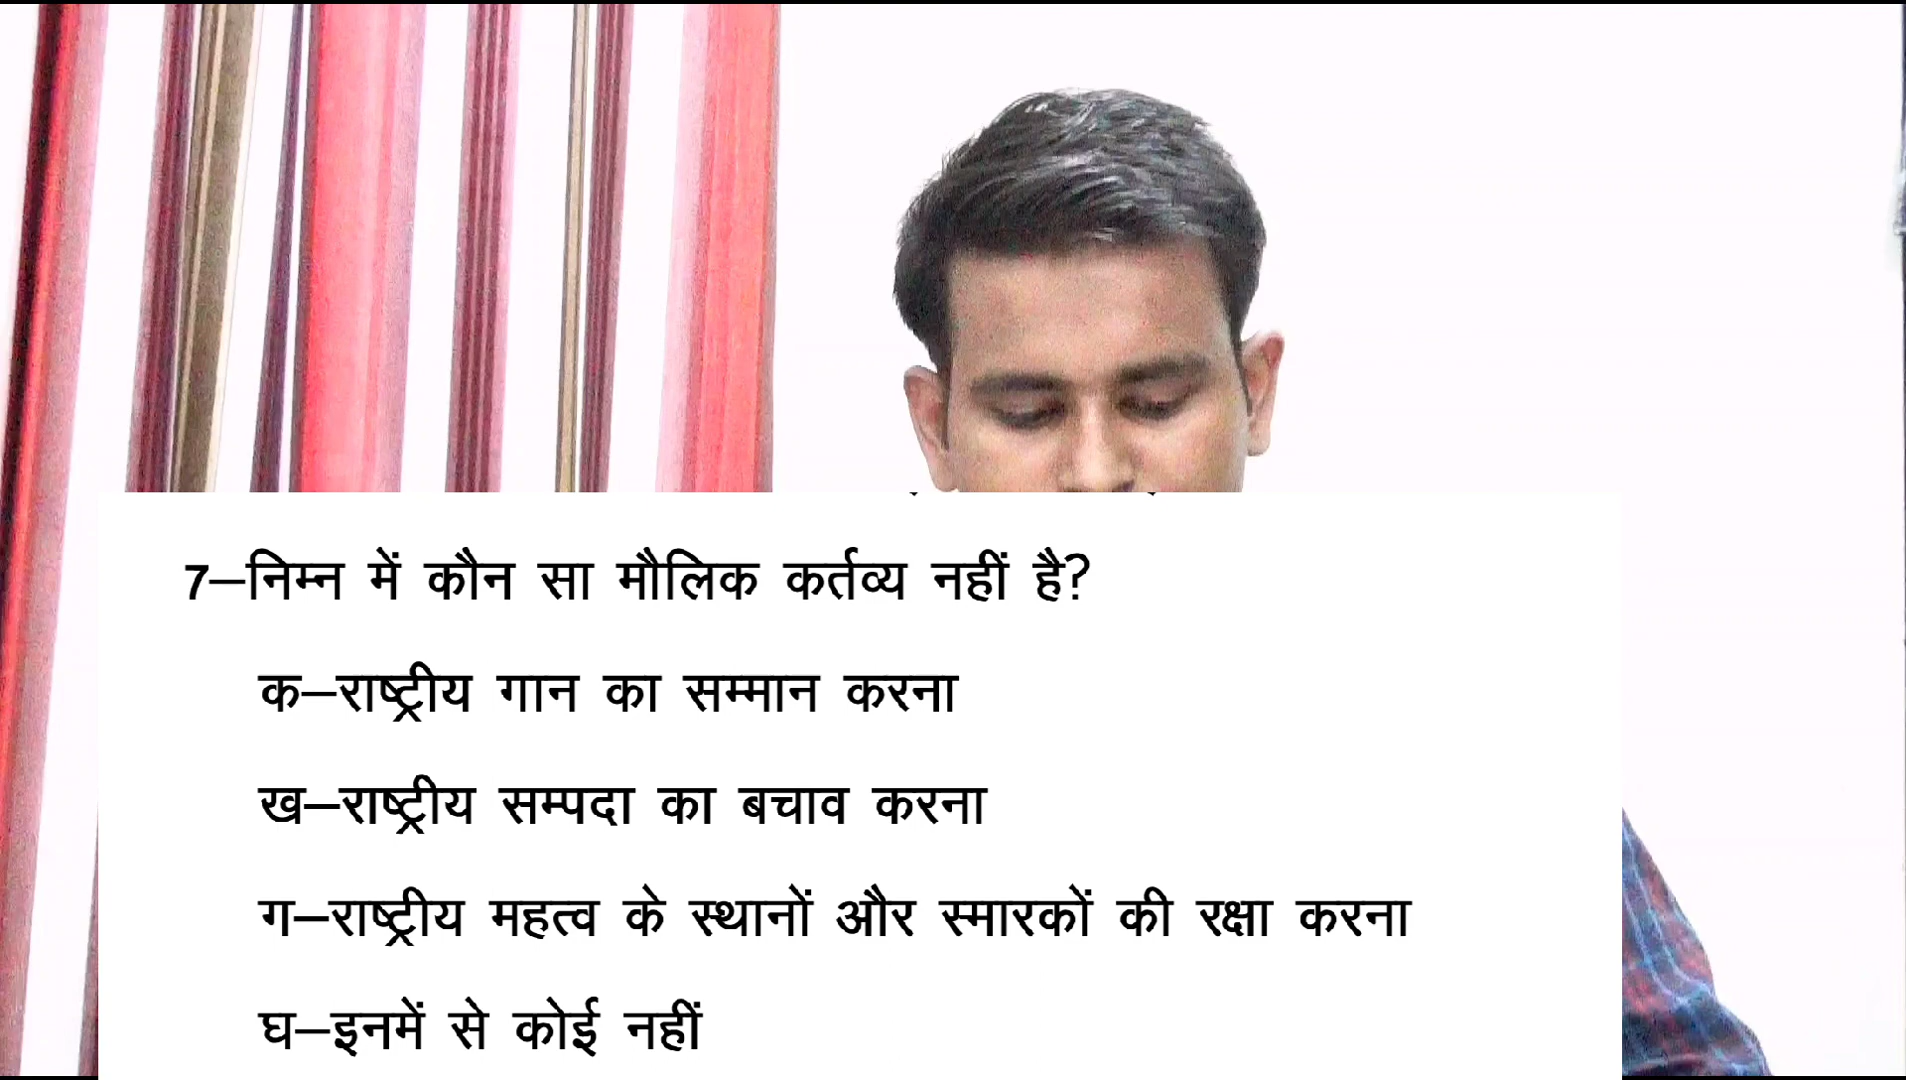 7—निम्न में कौन सा मौलिक कर्तव्य नहीं है?
क—राष्ट्रीय गान का सम्मान करना
ख—राष्ट्रीय सम्पदा का बचाव करना
ग—राष्ट्रीय महत्व के स्थानों और स्मारकों की रक्षा करना
घ—इनमें से कोई नहीं